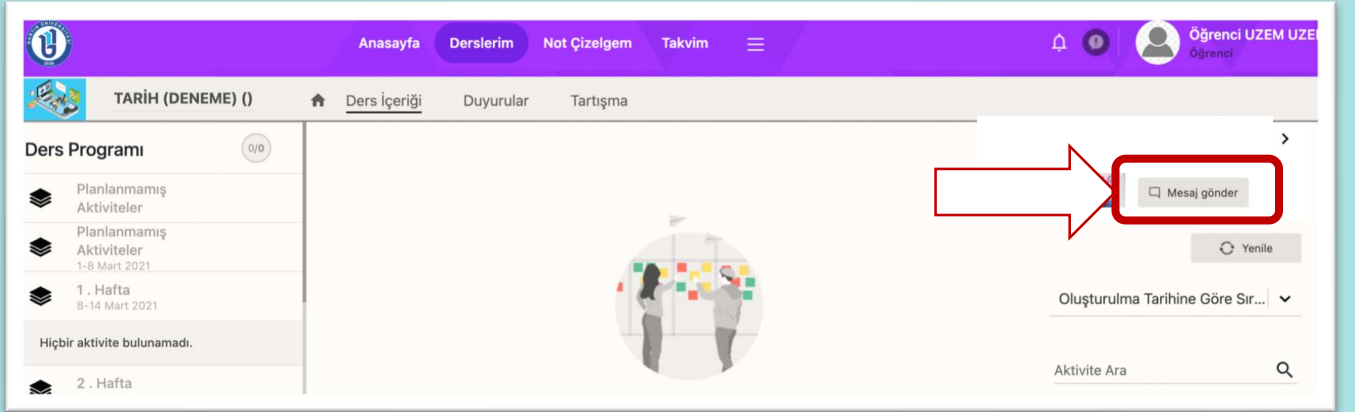 Anasayfa Derslerim Not Çizelgem Takvim
Öğrenci UZEM
Öğrenci
TARİH (DENEME) ()
Ders İçeriği Duyurular Tartışma
Ders Programı 0/0
Planlanmamış
Aktiviteler
Planlanmamış
Aktiviteler
1-8 Mart 2021
1 . Hafta
8-14 Mart 2021
Hiçbir aktivite bulunamadı.
2 . Hafta
Mesaj gönder
Yenile
Oluşturulma Tarihine Göre Sır...
Aktivite Ara